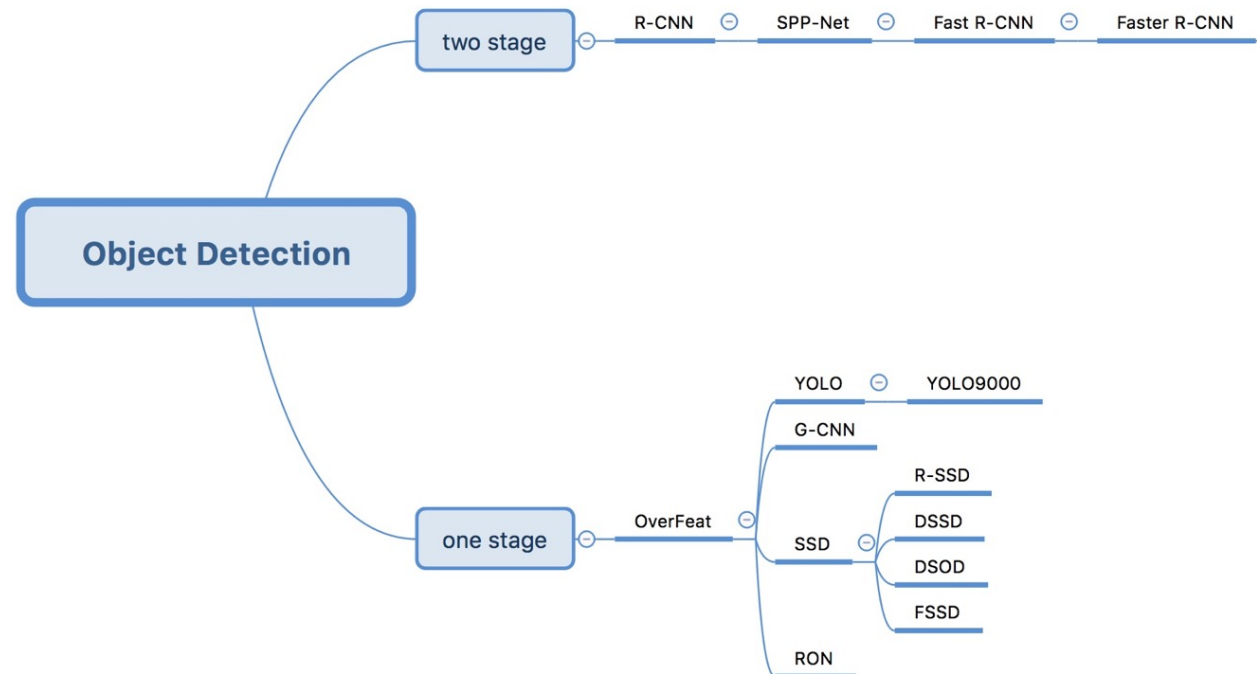 two stage
R-CNN
SPP-Net
Fast R-CNN
Faster R-CNN
Object Detection
one stage
OverFeat
YOLO
YOLO9000
G-CNN
SSD
R-SSD
DSSD
DSOD
FSSD
RON